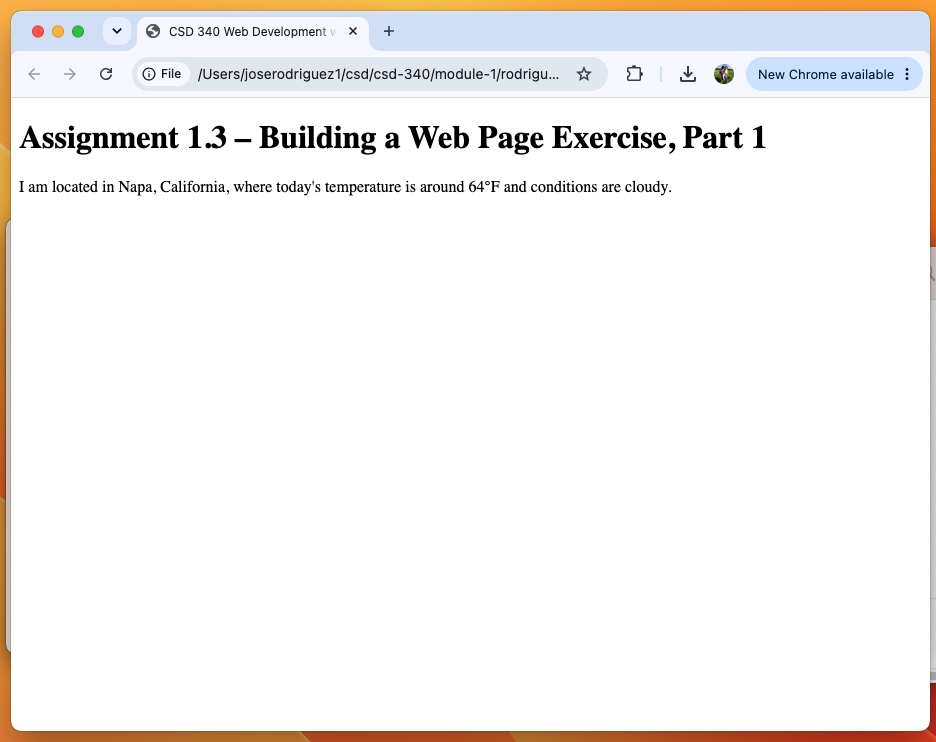 CSD 340 Web Development
File
/Users/joserodriguez1/csd/csd-340/module-1/rodrigu...
New Chrome available
Assignment 1.3 – Building a Web Page Exercise, Part 1
I am located in Napa, California, where today's temperature is around 64°F and conditions are cloudy.